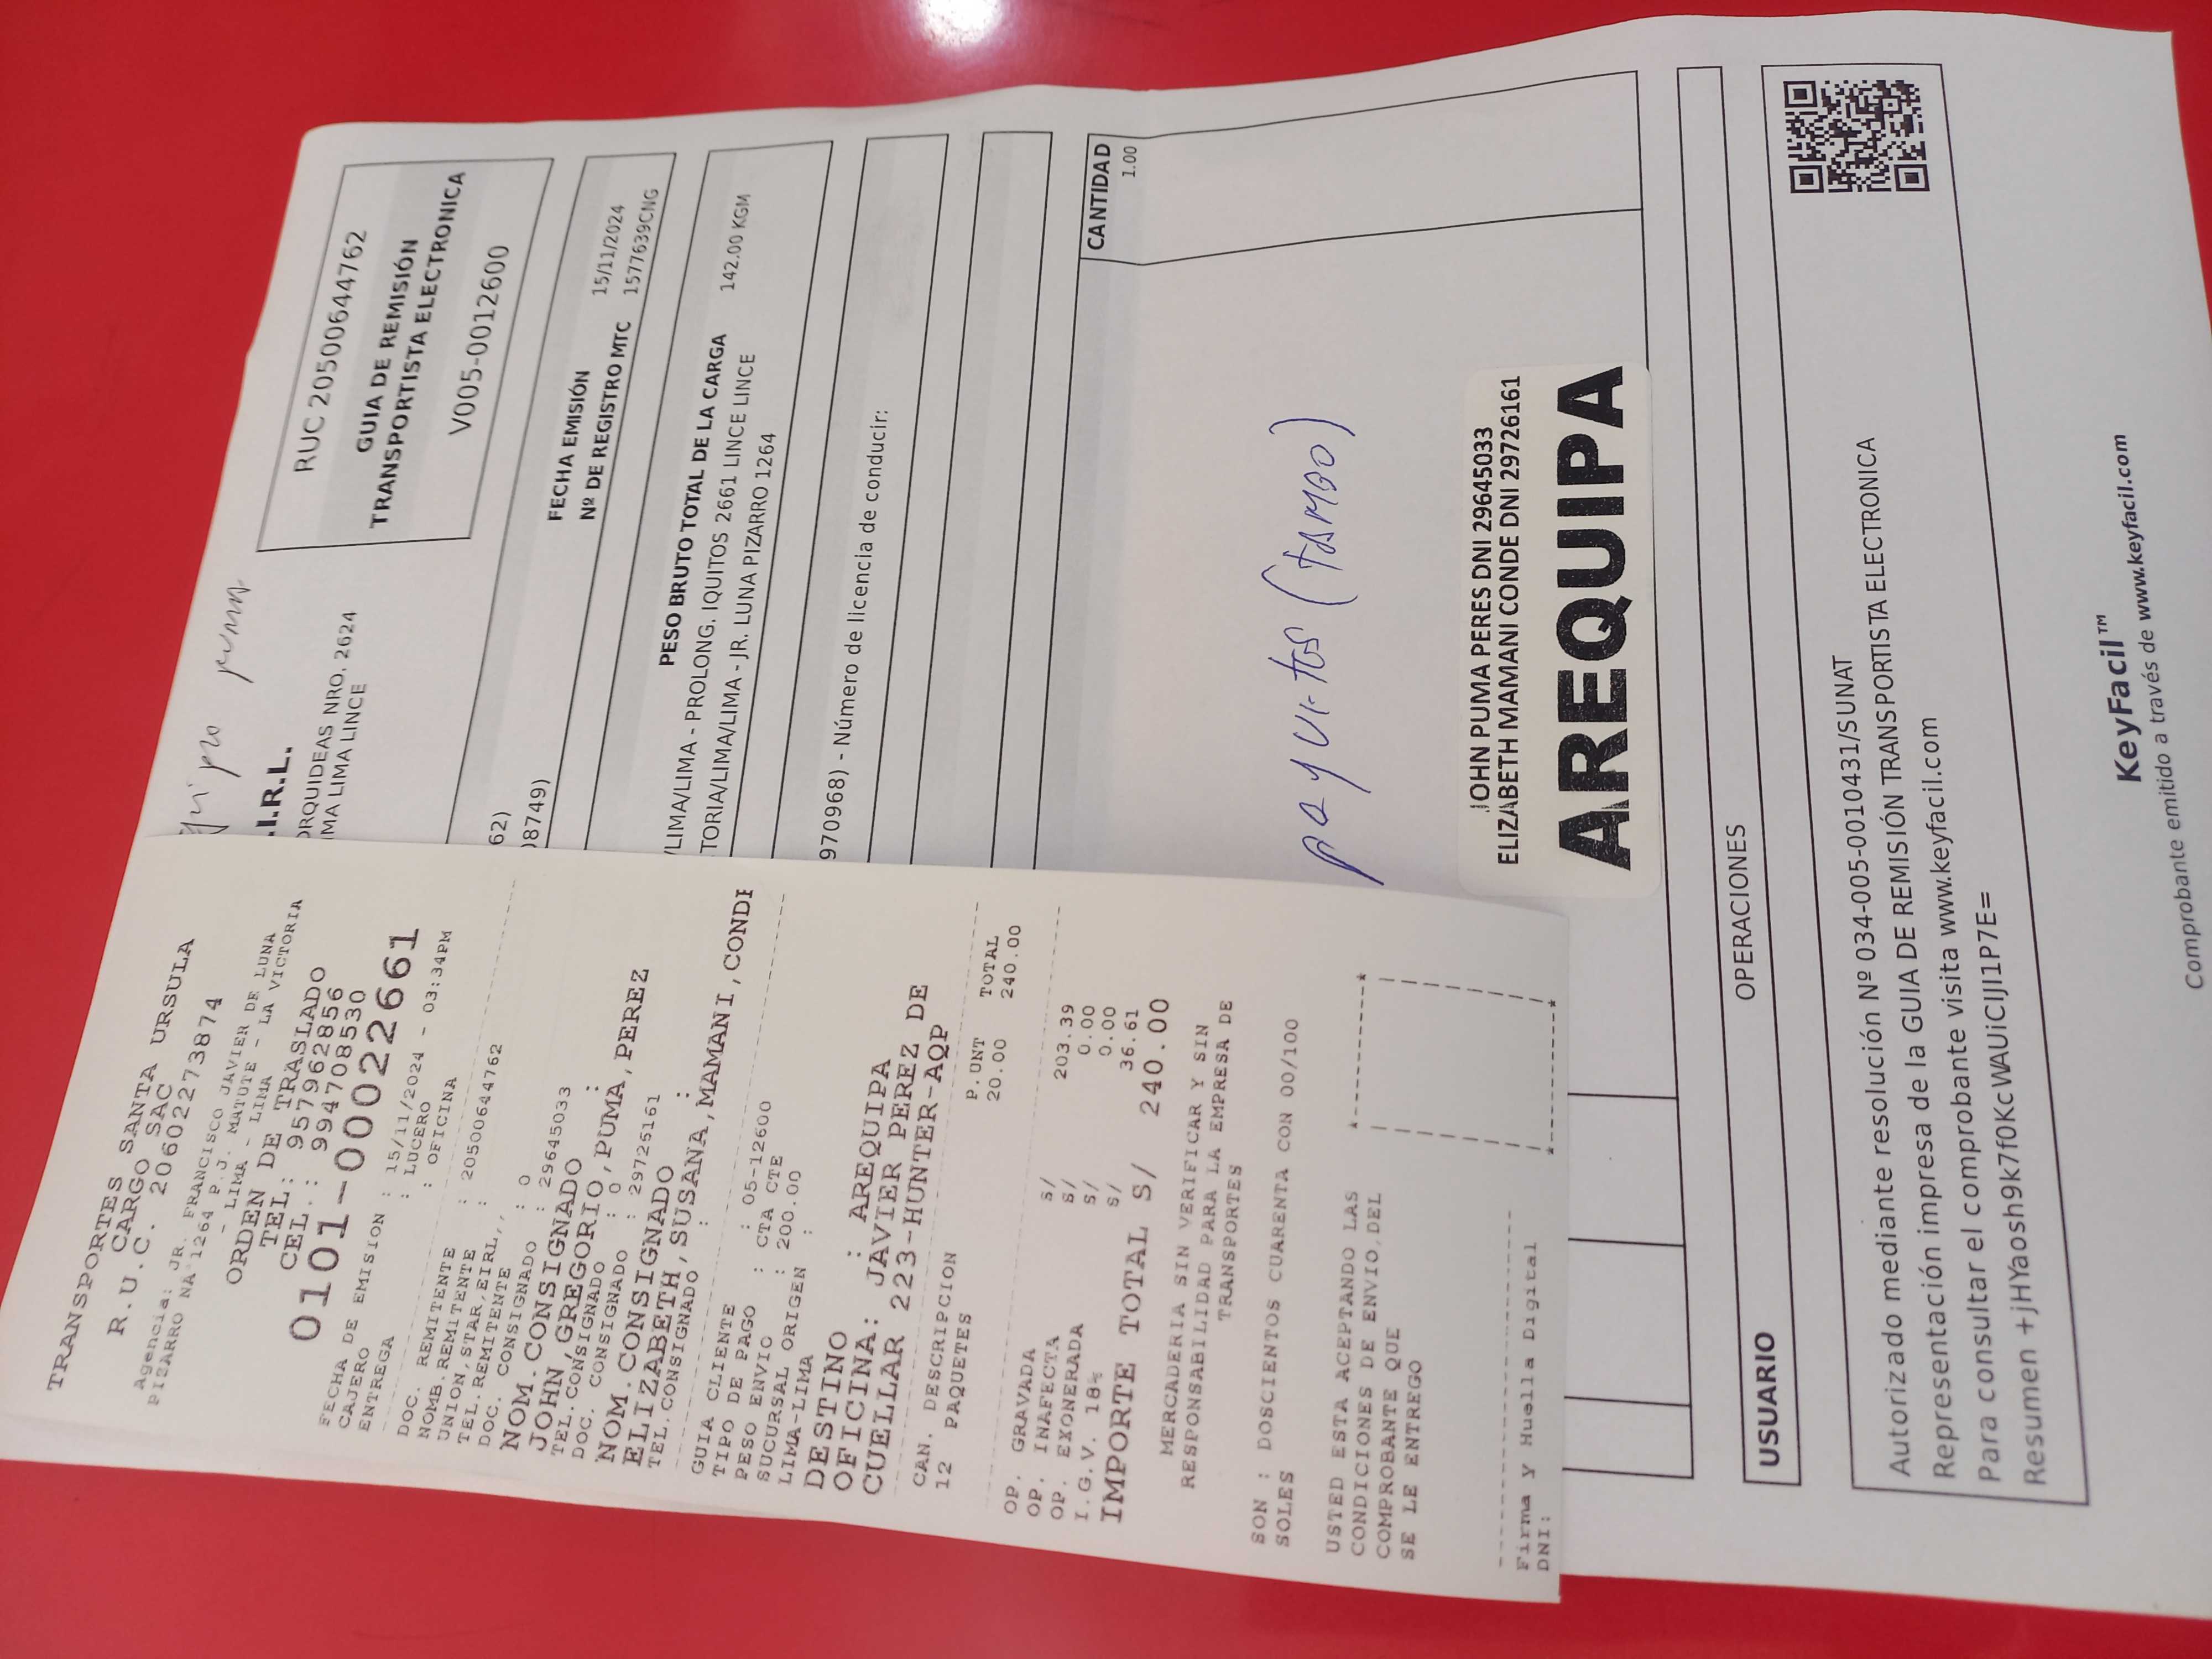 TRANSPORTES CARGO SANTA URSULA
SAC
R.U.C. 20602273874
Agencia: JR. FRANCISCO JAVIER DE LUNA
PIZARRO NA°1264 P.J. MATUTE - LIMA - LA VICTORIA
- LIMA
ORDEN DE TRASLADO
TEL: 957962856
CEL.: 994708530
0101-00022661
FECHA DE EMISION : 15/11/2024 - 03:34PM
CAJERO : LUCERO
ENTREGA : OFICINA
DOC. REMITENTE : 20500644762
NOMB.REMITENTE :
UNION,STAR,EIRL,,
TEL.REMITENTE :
DOC. CONSIGNADO : 0
NOM.CONSIGNADO : 29645033
JOHN,GREGORIO,PUMA,PEREZ
TEL.CONSIGNADO :
DOC. CONSIGNADO : 0
NOM.CONSIGNADO : 29726161
ELIZABETH,SUSANA,MAMANI,CONDE
TEL.CONSIGNADO :
GUIA CLIENTE : 05-12600
TIPO DE PAGO : CTA CTE
PESO ENVIO : 200.00
SUCURSAL ORIGEN :
LIMA-LIMA
DESTINO : AREQUIPA
OFICINA: JAVIER PEREZ DE
CUELLAR 223-HUNTER-AQP
CAN. DESCRIPCION P.UNT TOTAL
12 PAQUETES 20.00 240.00
OP. GRAVADA S/ 203.39
OP. INAFECTA S/ 0.00
OP. EXONERADA S/ 0.00
I.G.V. 18% S/ 36.61
IMPORTE TOTAL S/ 240.00
MERCADERIA SIN VERIFICAR Y SIN
RESPONSABILIDAD PARA LA EMPRESA DE
TRANSPORTES
SON : DOSCIENTOS CUARENTA CON 00/100
SOLES
USTED ESTA ACEPTANDO LAS
CONDICIONES DE ENVIO,DEL
COMPROBANTE QUE
SE LE ENTREGO
Firma y Huella Digital
DNI:
puma
.I.R.L.
ORQUIDEAS NRO. 2624
MA LIMA LINCE
RUC 20500644762
GUIA DE REMISIÓN
TRANSPORTISTA ELECTRONICA
V005-0012600
62)
08749)
FECHA EMISIÓN 15/11/2024
Nº DE REGISTRO MTC 1577639CNG
PESO BRUTO TOTAL DE LA CARGA 142.00 KGM
/LIMA/LIMA - PROLONG. IQUITOS 2661 LINCE LINCE
TORIA/LIMA/LIMA - JR. LUNA PIZARRO 1264
970968) - Número de licencia de conducir:
CANTIDAD
1.00
JOHN PUMA PERES DNI 29645033
ELIZABETH MAMANI CONDE DNI 29726161
AREQUIPA
OPERACIONES
USUARIO
Autorizado mediante resolución Nº 034-005-0010431/SUNAT
Representación impresa de la GUIA DE REMISIÓN TRANSPORTISTA ELECTRONICA
Para consultar el comprobante visita www.keyfacil.com
Resumen +jHYaosh9k7f0KcWAUiCIJI1P7E=
KeyFacil™
Comprobante emitido a través de www.keyfacil.com